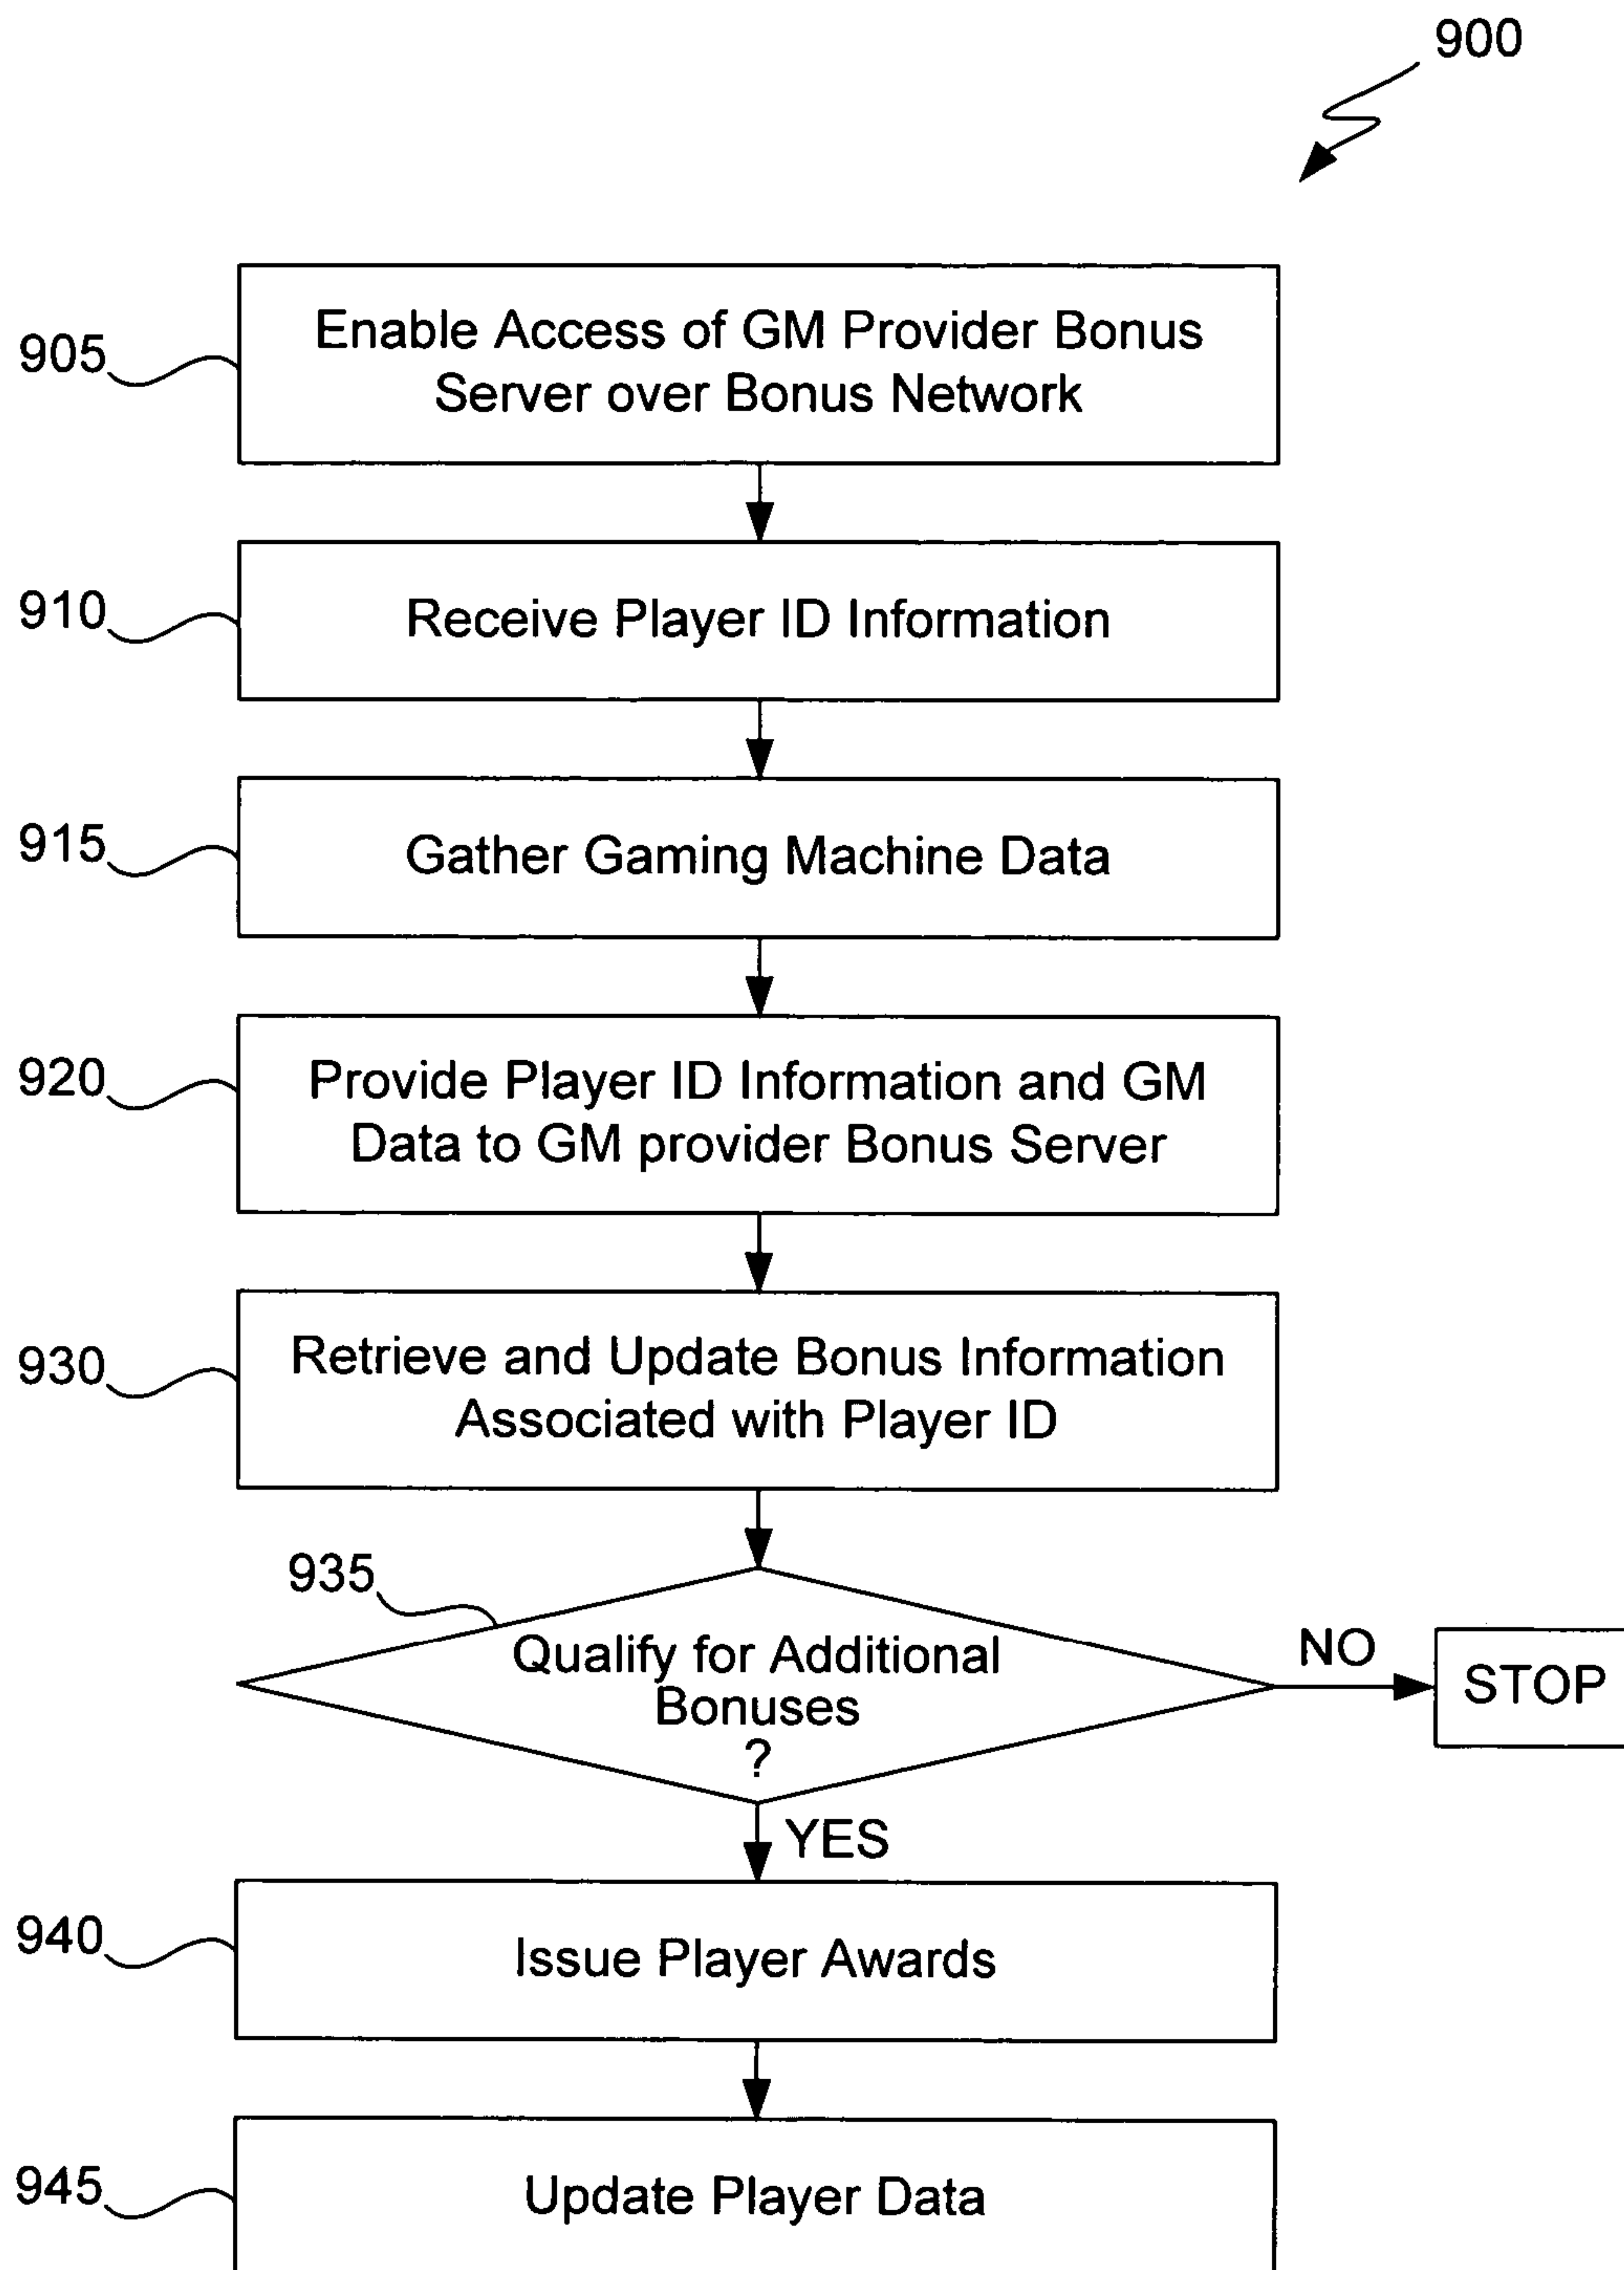 900
905
Enable Access of GM Provider Bonus
Server over Bonus Network
910
Receive Player ID Information
915
Gather Gaming Machine Data
920
Provide Player ID Information and GM
Data to GM provider Bonus Server
930
Retrieve and Update Bonus Information
Associated with Player ID
935
Qualify for Additional
Bonuses
?
NO
STOP
YES
940
Issue Player Awards
945
Update Player Data